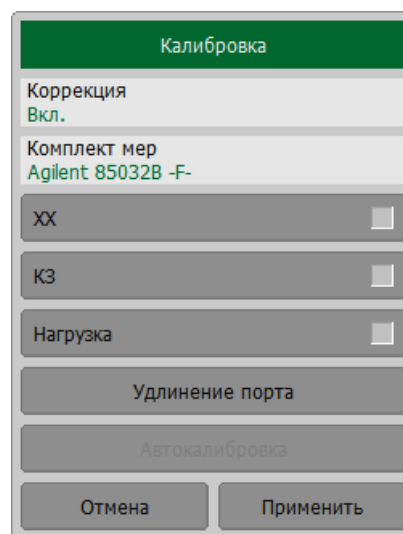 Калибровка
Коррекция
Вкл.
Комплект мер
Agilent 85032B -F-
ХХ
КЗ
Нагрузка
Удлинение порта
Автокалибровка
Отмена
Применить